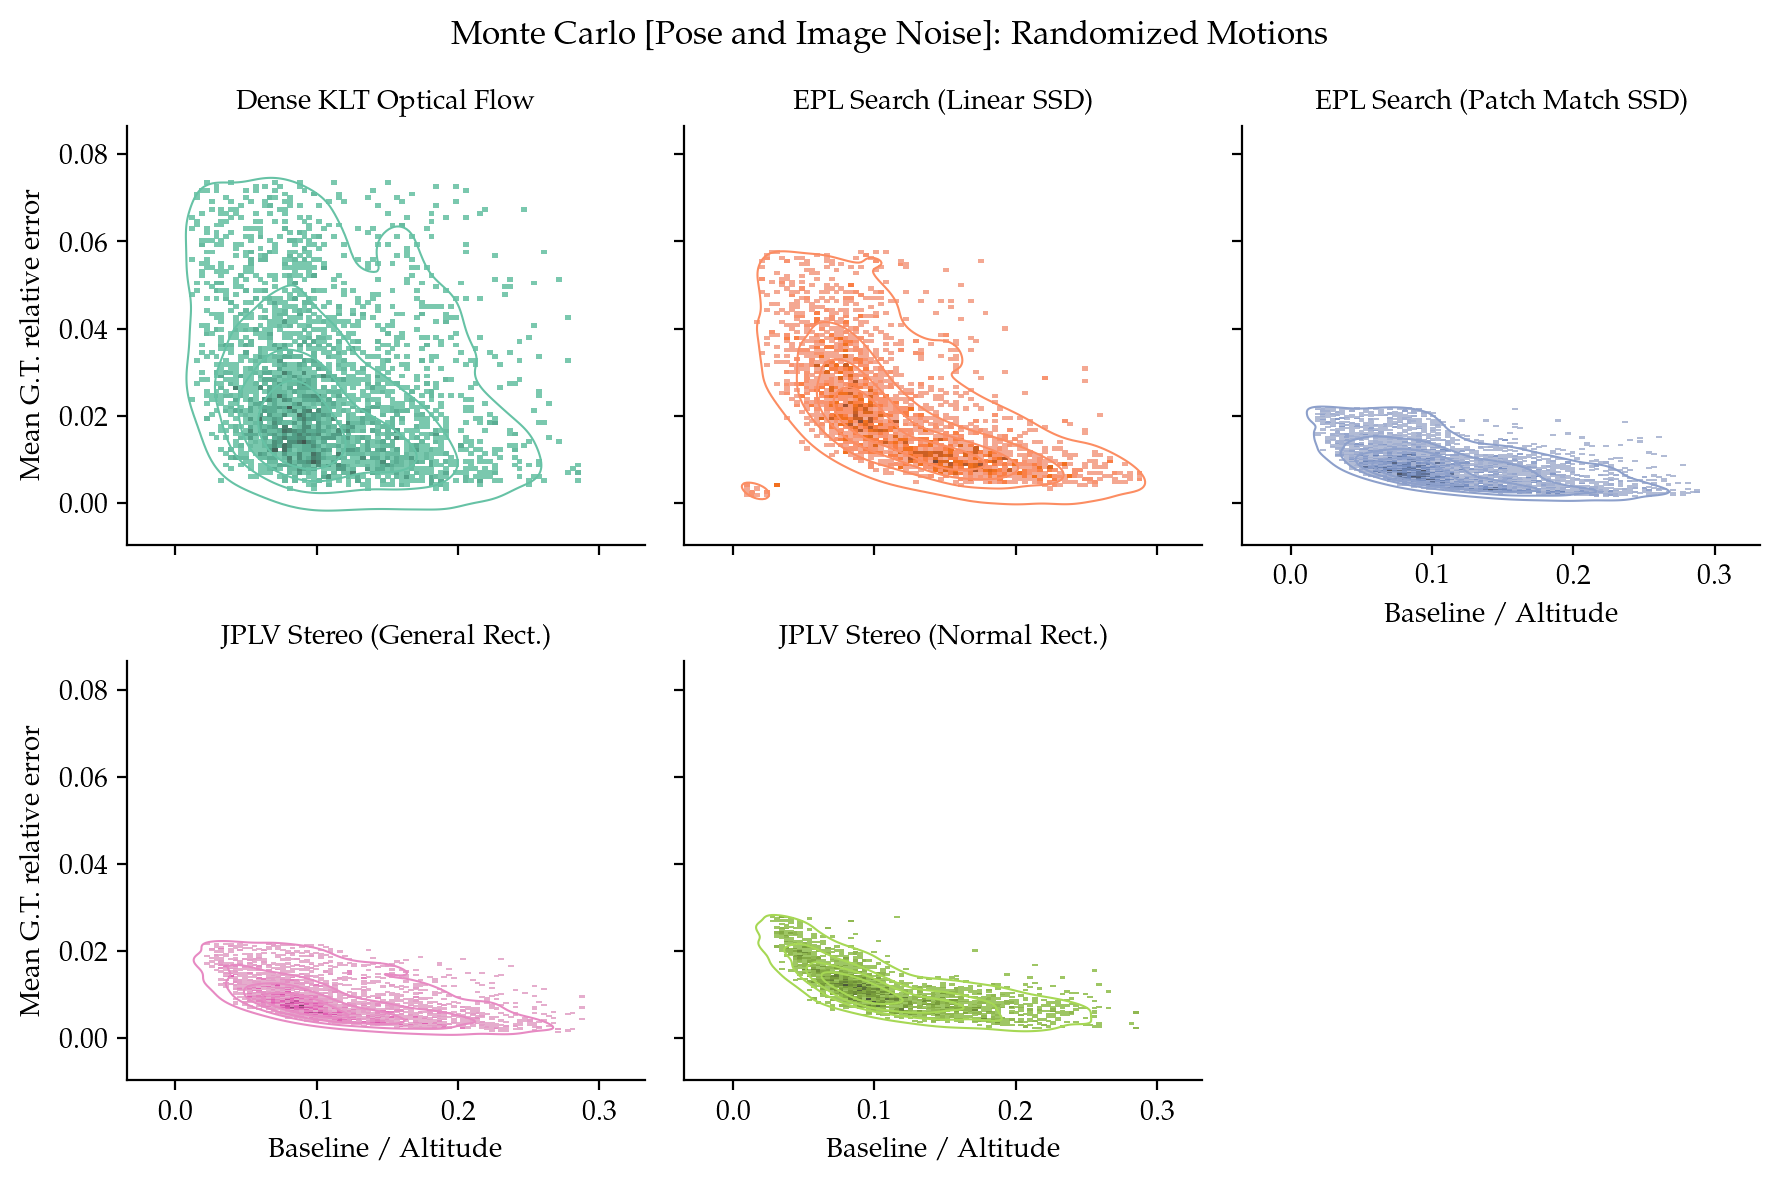 Monte Carlo [Pose and Image Noise]: Randomized Motions
Dense KLT Optical Flow
EPL Search (Linear SSD)
EPL Search (Patch Match SSD)
Mean G.T. relative error
0.08
0.06
0.04
0.02
0.00
0.0 0.1 0.2 0.3
Baseline / Altitude
JPLV Stereo (General Rect.)
JPLV Stereo (Normal Rect.)
Mean G.T. relative error
0.08
0.06
0.04
0.02
0.00
0.0 0.1 0.2 0.3
Baseline / Altitude
0.0 0.1 0.2 0.3
Baseline / Altitude